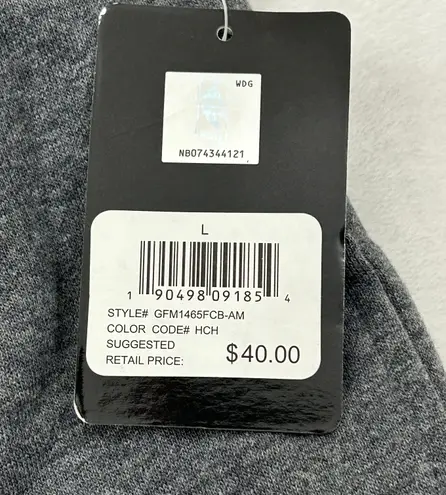 WDG
NB074344121
L
1 90498 09185 4
STYLE# GFM1465FCB-AM
COLOR CODE# HCH
SUGGESTED
RETAIL PRICE: $40.00